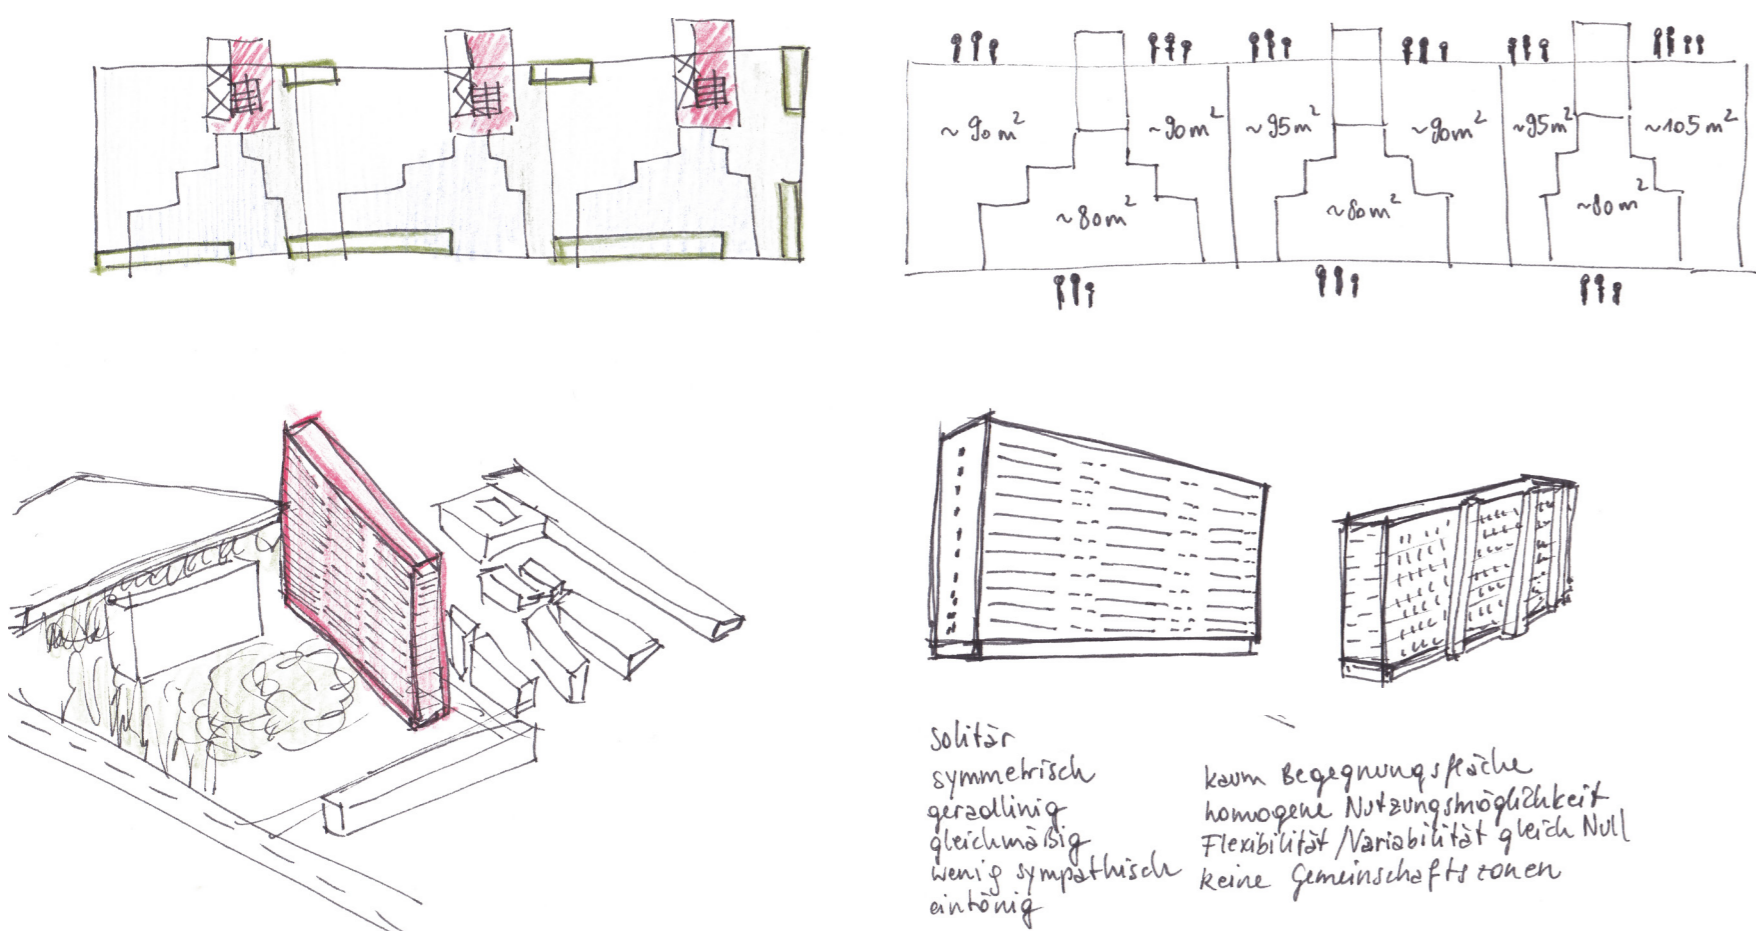 ~90m²
~90m²
~95m²
~90m²
~95m²
~105m²
~80m²
~80m²
~80m²
solitär
symmetrisch
geradlinig
gleichmäßig
wenig sympathisch
eintönig
kaum Begegnungsfläche
homogene Nutzungsmöglichkeit
Flexibilität/Variabilität gleich Null
keine Gemeinschaftszonen